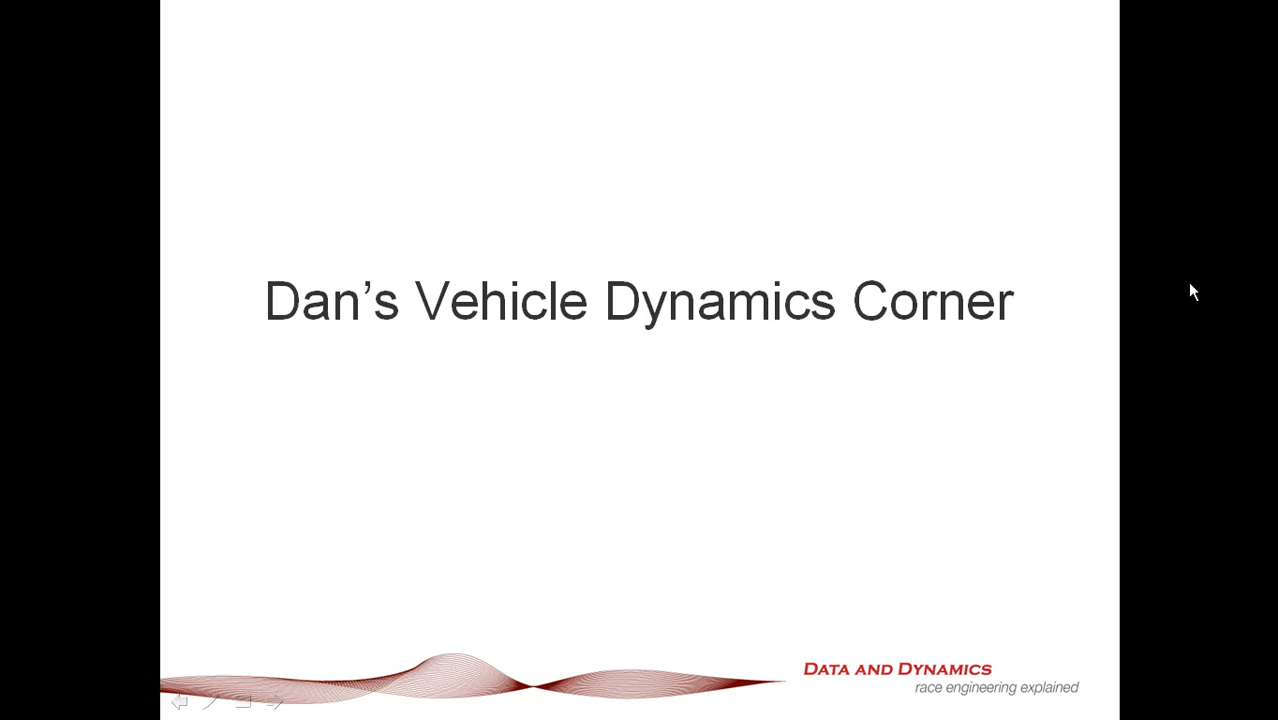 Dan’s Vehicle Dynamics Corner
DATA AND DYNAMICS
race engineering explained